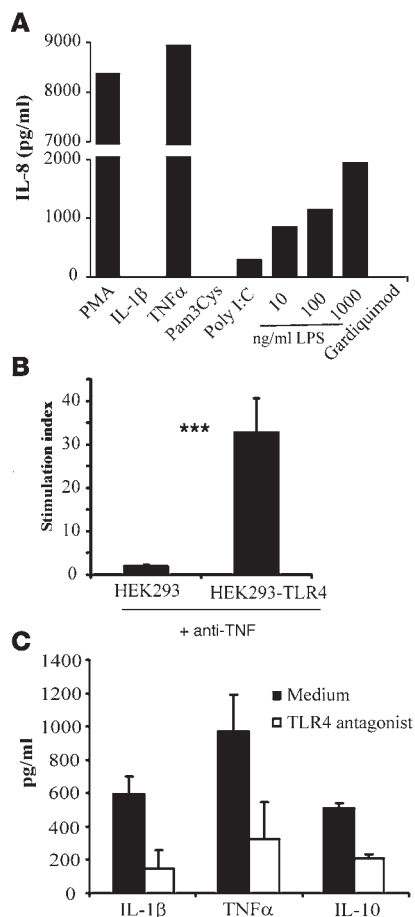 A
IL-8 (pg/ml)
9000
8000
7000
2000
1000
0
PMA
IL-1β
TNFα
Pam3Cys
Poly I:C
10
100
1000
Gardiquimod
ng/ml LPS
B
Stimulation index
40
30
20
10
0
HEK293
HEK293-TLR4
+ anti-TNF
***
C
pg/ml
1400
1200
1000
800
600
400
200
0
Medium
TLR4 antagonist
IL-1β
TNFα
IL-10